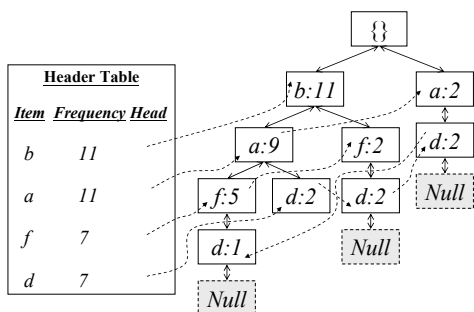 {}
Header Table
Item Frequency Head
b 11
a 11
f 7
d 7
b:11
a:2
a:9
f:2
d:2
f:5
d:2
d:2
Null
d:1
Null
Null